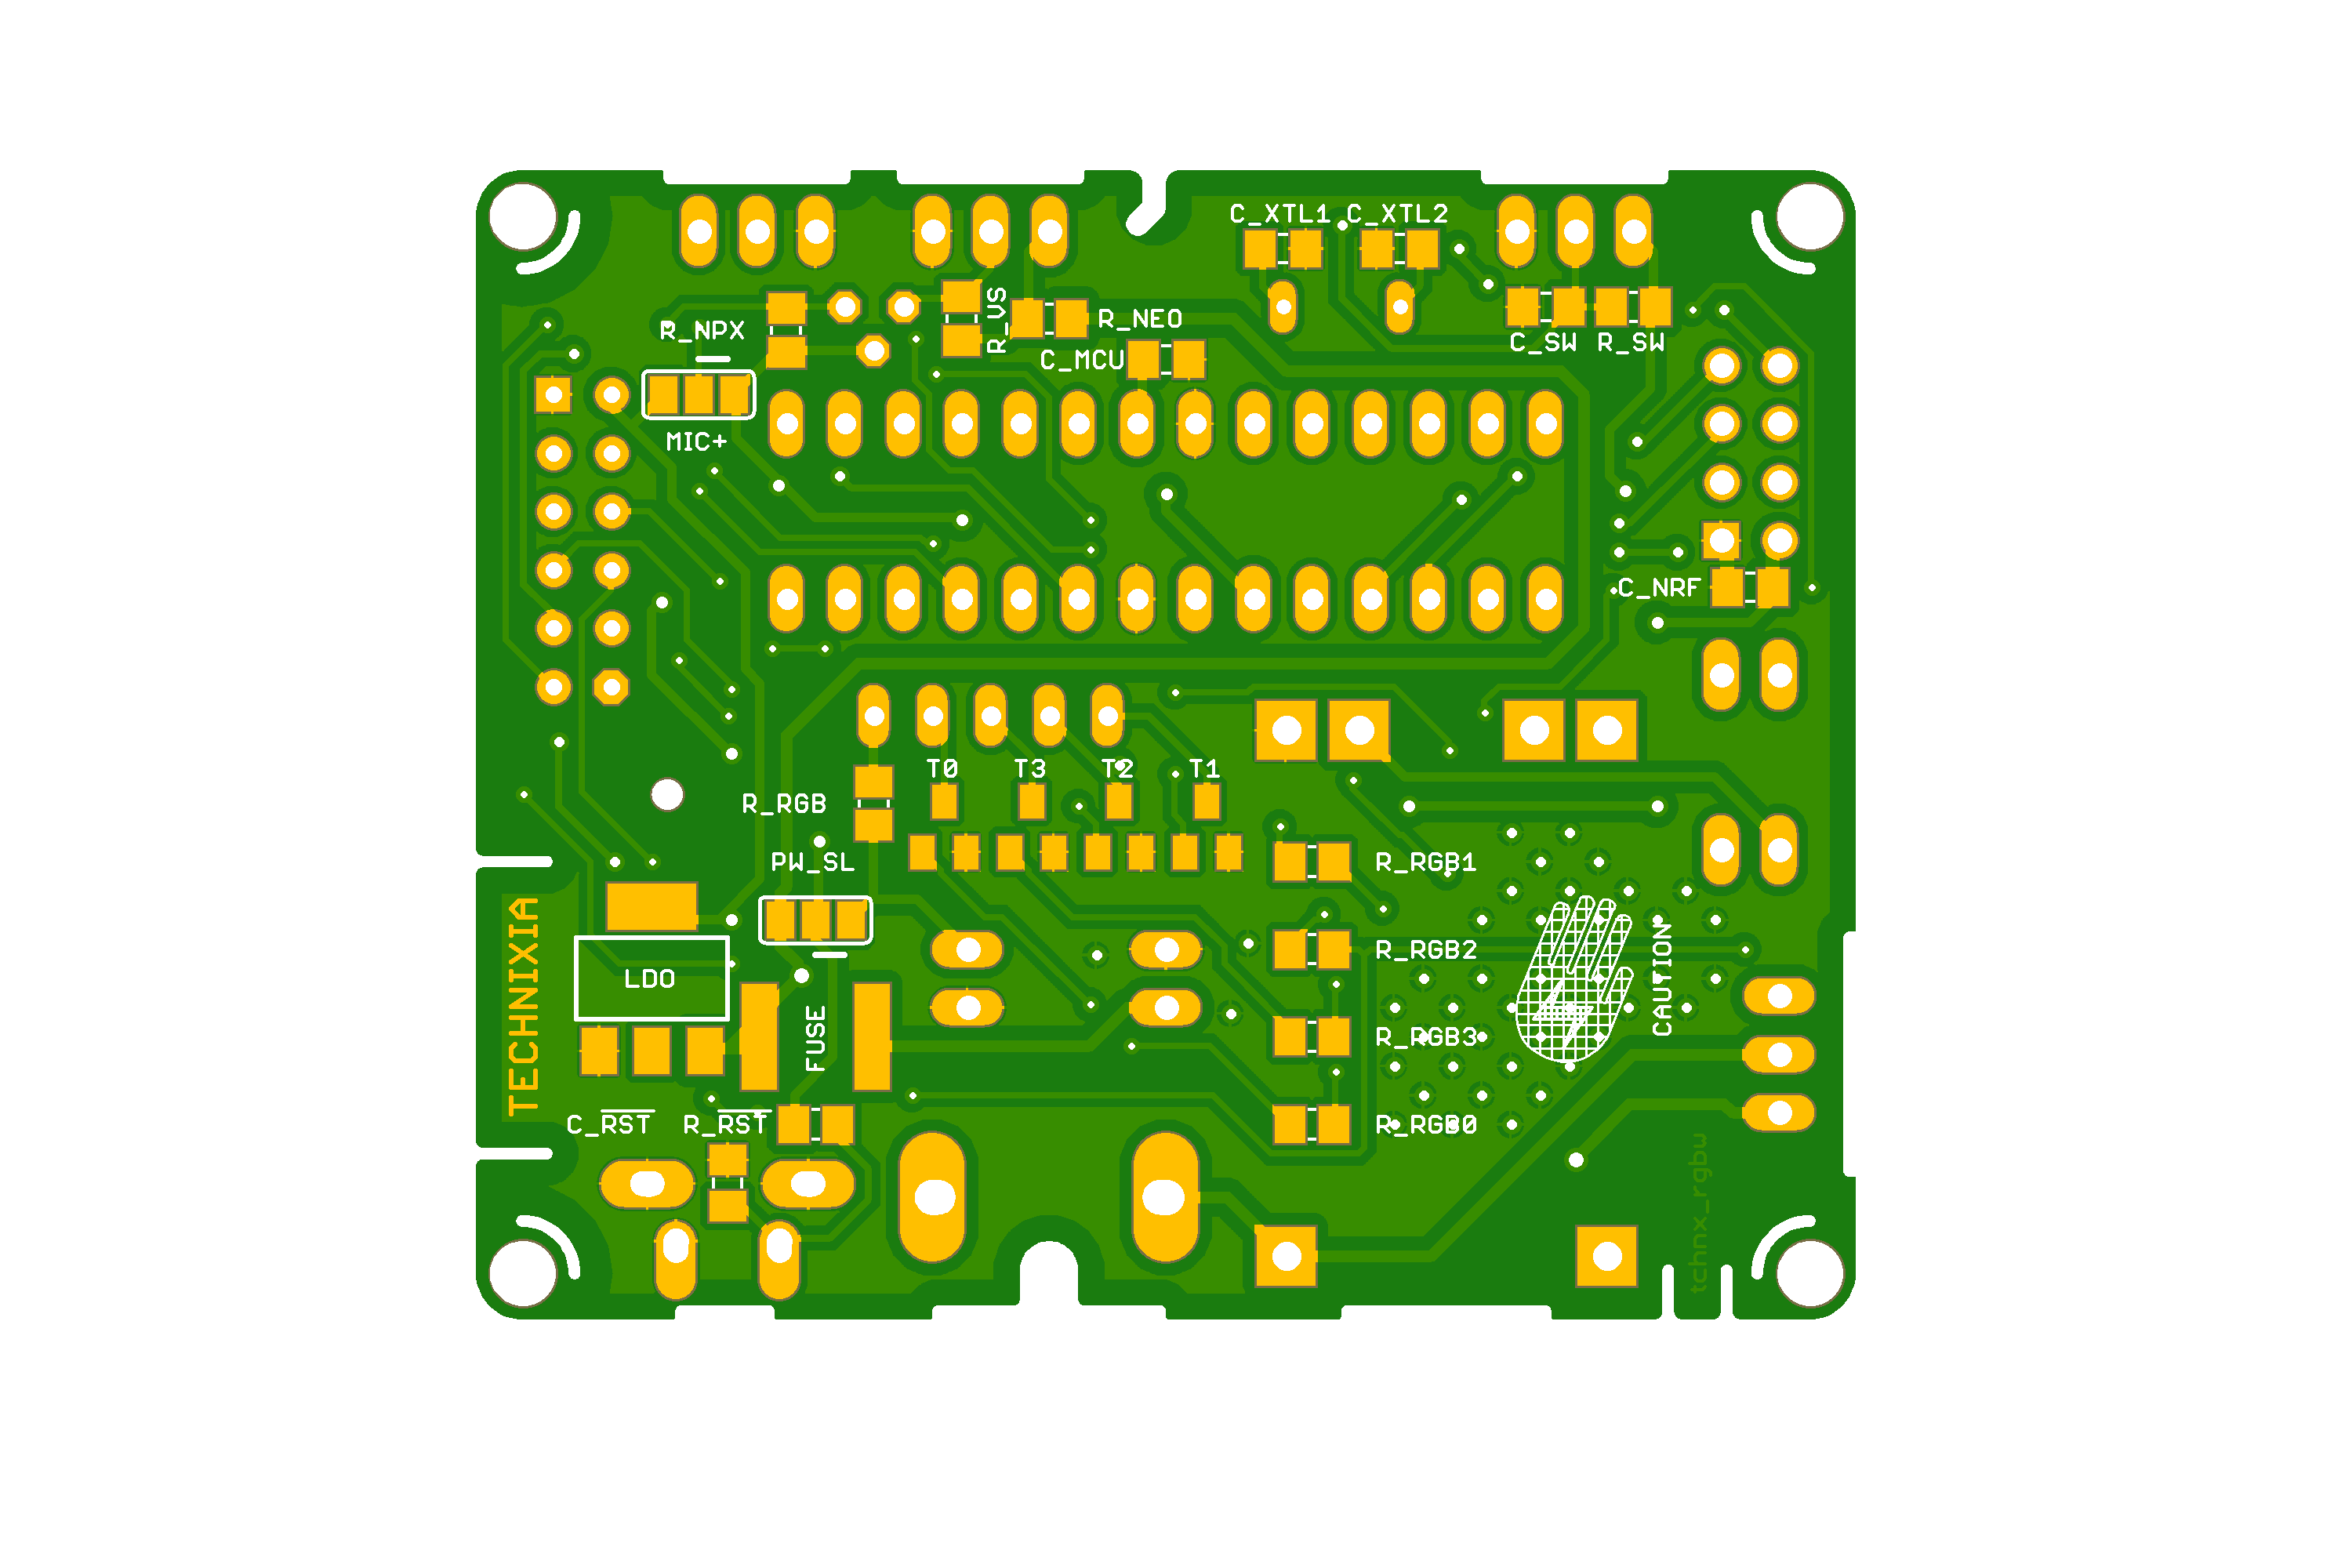 C_XTL1 C_XTL2
R_VS
R_NEO
R_NPX
C_SW R_SW
C_MCU
MIC+
C_NRF
T0 T3 T2 T1
R_RGB
PW_SL
R_RGB1
R_RGB2
CAUTION
TECHNIXIA
LDO
FUSE
R_RGB3
C_RST R_RST
R_RGB0
tchnx_rgbw